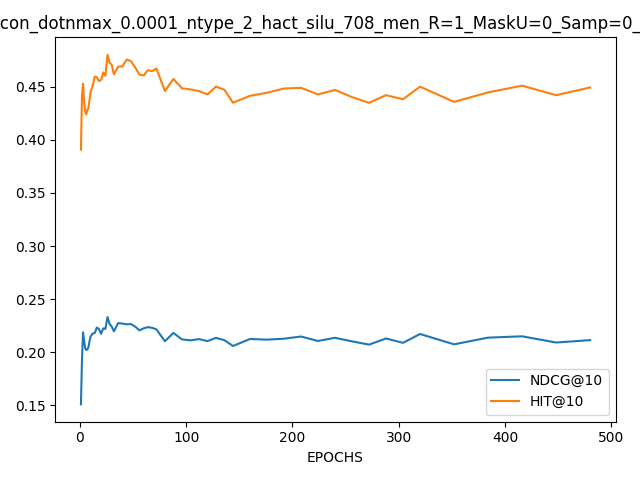 con_dotnmax_0.0001_ntype_2_hact_silu_708_men_R=1_MaskU=0_Samp=0_
0.45
0.40
0.35
0.30
0.25
0.20
0.15
NDCG@10
HIT@10
0 100 200 300 400 500
EPOCHS